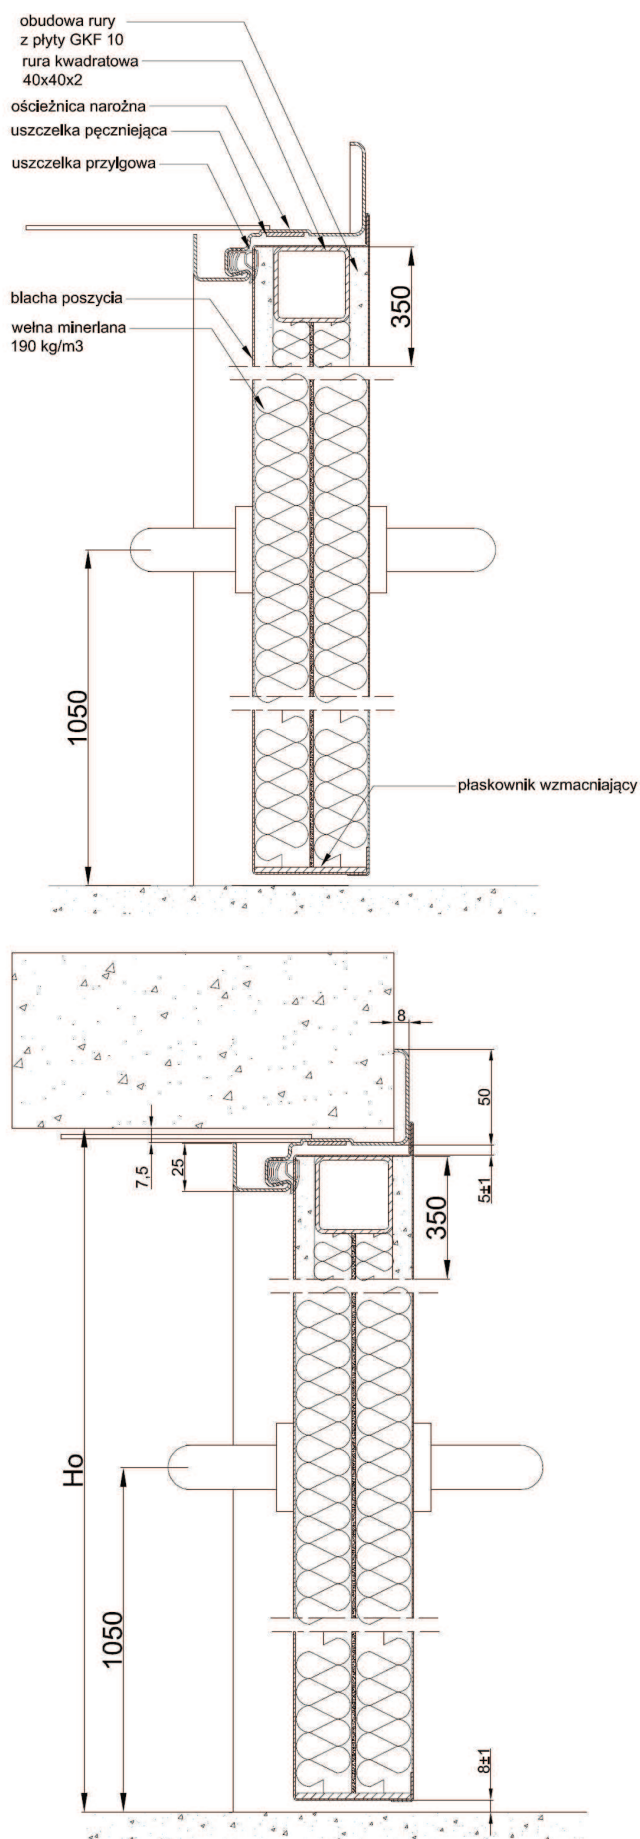 obudowa rury
z płyty GKF 10
rura kwadratowa
40x40x2
ościeżnica narożna
uszczelka pęczniejąca
uszczelka przylgowa
blacha poszycia
350
wełna minerlana
190 kg/m3
1050
płaskownik wzmacniający
8
50
7,5
25
5±1
350
Ho
1050
8±1